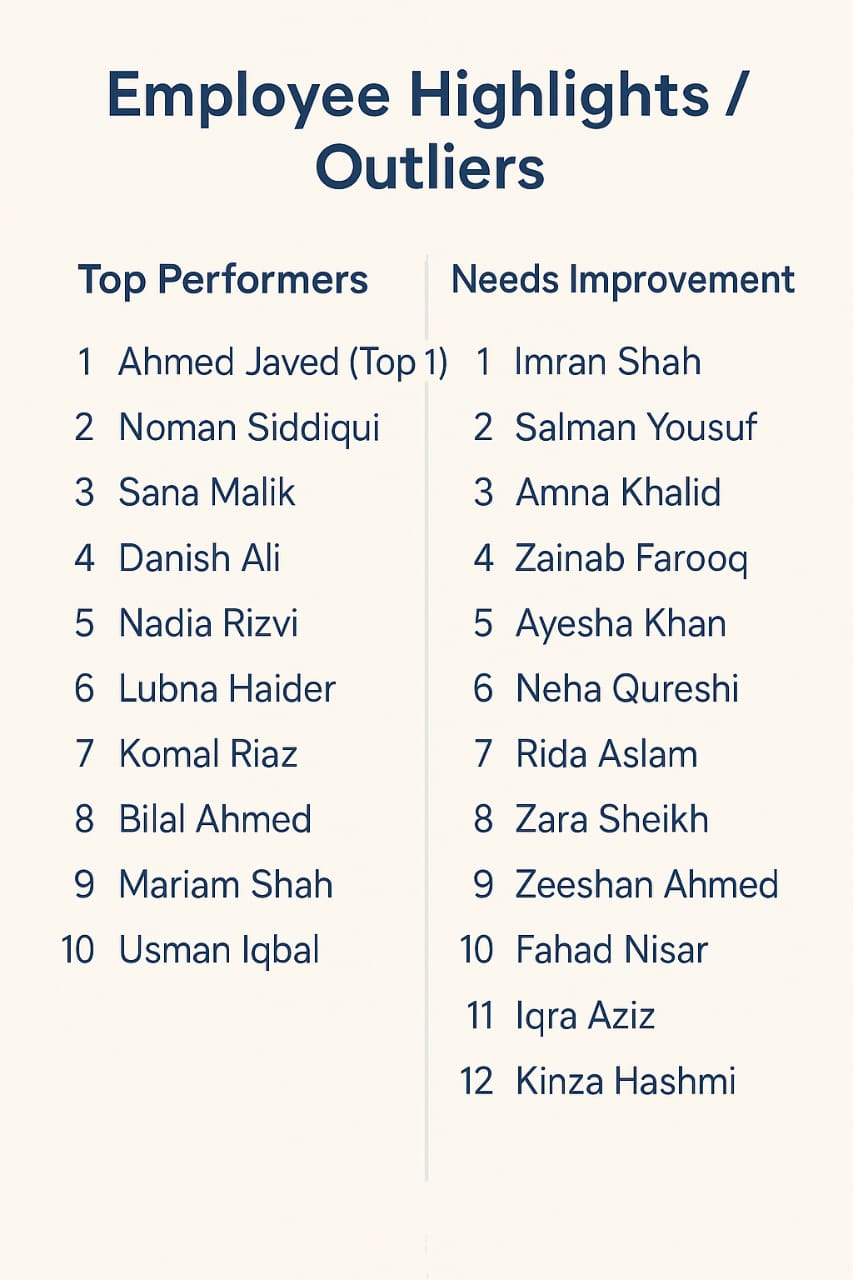 Employee Highlights /
Outliers
Top Performers
1 Ahmed Javed (Top 1)
2 Noman Siddiqui
3 Sana Malik
4 Danish Ali
5 Nadia Rizvi
6 Lubna Haider
7 Komal Riaz
8 Bilal Ahmed
9 Mariam Shah
10 Usman Iqbal
Needs Improvement
1 Imran Shah
2 Salman Yousuf
3 Amna Khalid
4 Zainab Farooq
5 Ayesha Khan
6 Neha Qureshi
7 Rida Aslam
8 Zara Sheikh
9 Zeeshan Ahmed
10 Fahad Nisar
11 Iqra Aziz
12 Kinza Hashmi